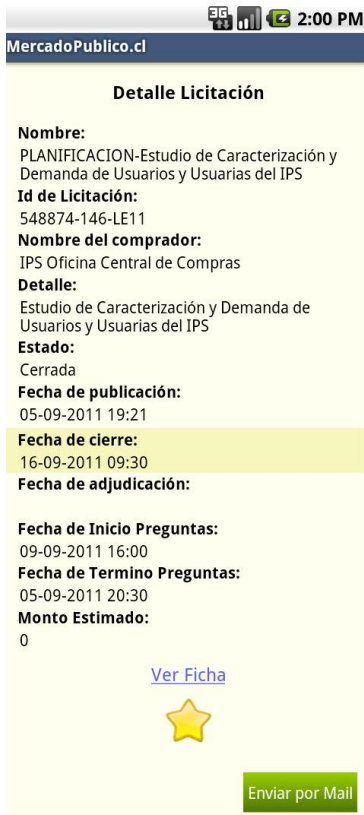 3G 2:00 PM
MercadoPublico.cl
Detalle Licitación
Nombre:
PLANIFICACION-Estudio de Caracterización y
Demanda de Usuarios y Usuarias del IPS
Id de Licitación:
548874-146-LE11
Nombre del comprador:
IPS Oficina Central de Compras
Detalle:
Estudio de Caracterización y Demanda de
Usuarios y Usuarias del IPS
Estado:
Cerrada
Fecha de publicación:
05-09-2011 19:21
Fecha de cierre:
16-09-2011 09:30
Fecha de adjudicación:
Fecha de Inicio Preguntas:
09-09-2011 16:00
Fecha de Termino Preguntas:
05-09-2011 20:30
Monto Estimado:
0
Ver Ficha
Enviar por Mail